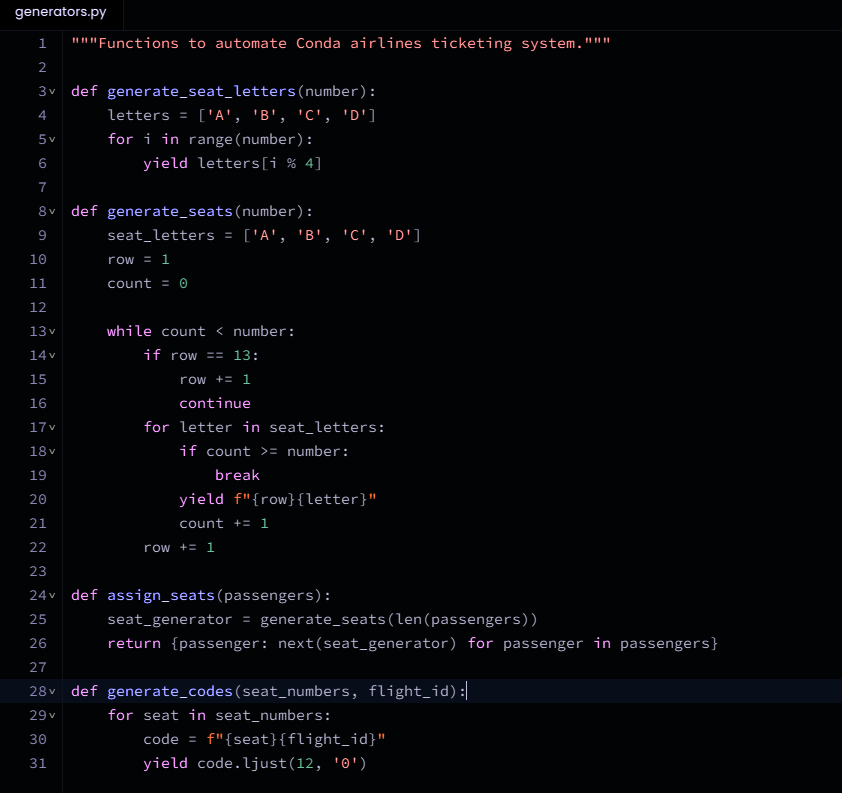 generators.py
1 """Functions to automate Conda airlines ticketing system."""
2
3 def generate_seat_letters(number):
4     letters = ['A', 'B', 'C', 'D']
5     for i in range(number):
6         yield letters[i % 4]
7
8 def generate_seats(number):
9     seat_letters = ['A', 'B', 'C', 'D']
10     row = 1
11     count = 0
12
13     while count < number:
14         if row == 13:
15             row += 1
16             continue
17         for letter in seat_letters:
18             if count >= number:
19                 break
20             yield f"{row}{letter}"
21             count += 1
22         row += 1
23
24 def assign_seats(passengers):
25     seat_generator = generate_seats(len(passengers))
26     return {passenger: next(seat_generator) for passenger in passengers}
27
28 def generate_codes(seat_numbers, flight_id):
29     for seat in seat_numbers:
30         code = f"{seat}{flight_id}"
31         yield code.ljust(12, '0')